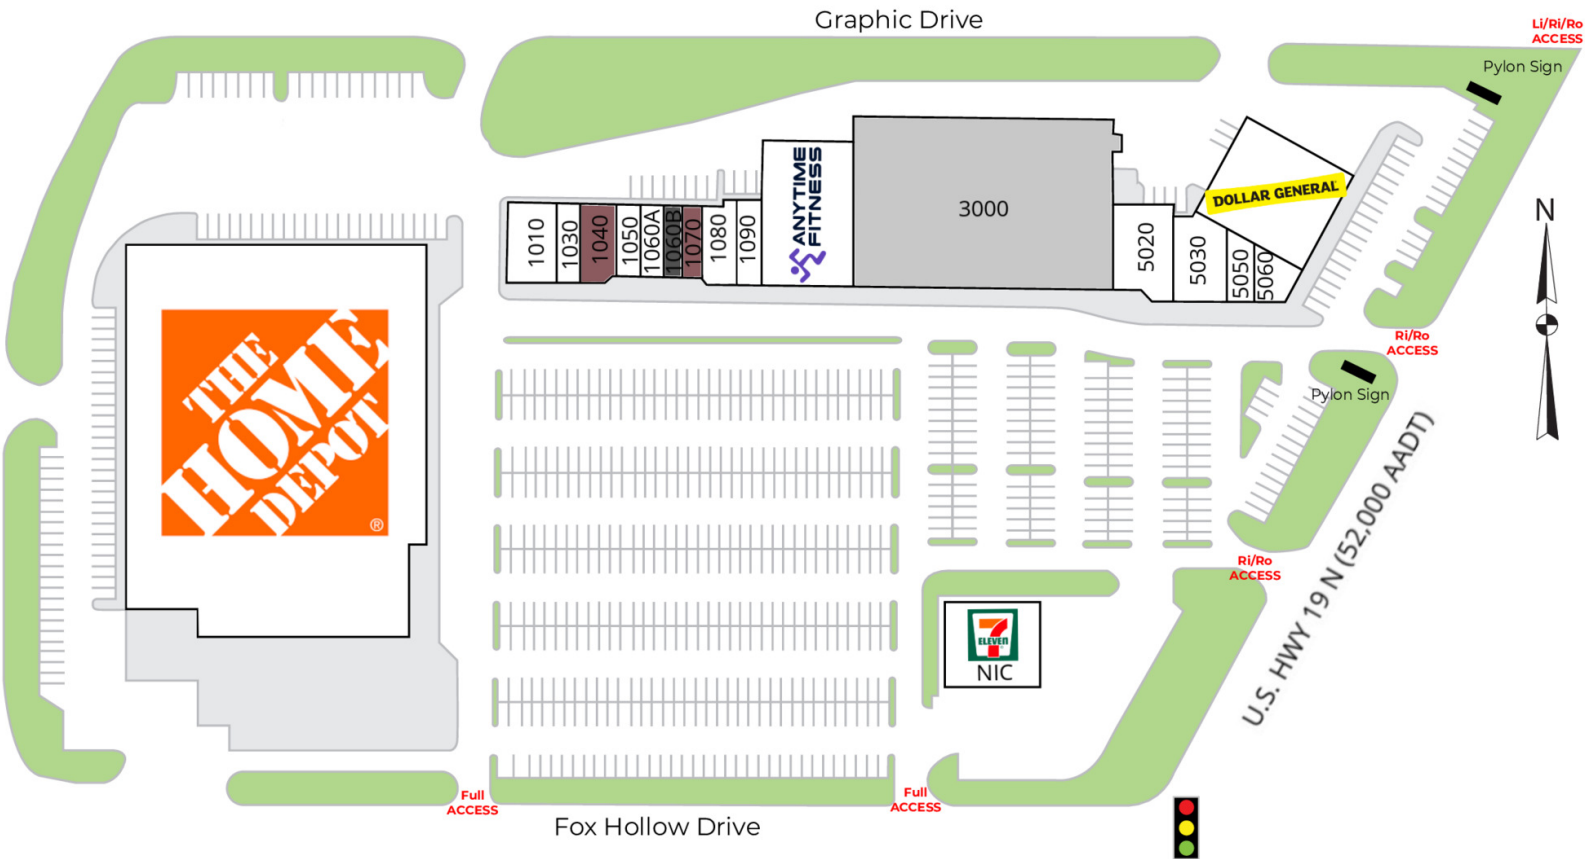 Graphic Drive
Li/Ri/Ro
ACCESS
Pylon Sign
ANYTIME
FITNESS
3000
DOLLAR GENERAL
N
1010
1030
1040
1050
1060A
1060B
1070
1080
1090
5020
5030
5050
5060
Ri/Ro
ACCESS
Pylon Sign
THE
HOME
DEPOT
®
U.S. HWY 19 N (52,000 AADT)
Ri/Ro
ACCESS
7
ELEVEN
NIC
Full
ACCESS
Full
ACCESS
Fox Hollow Drive